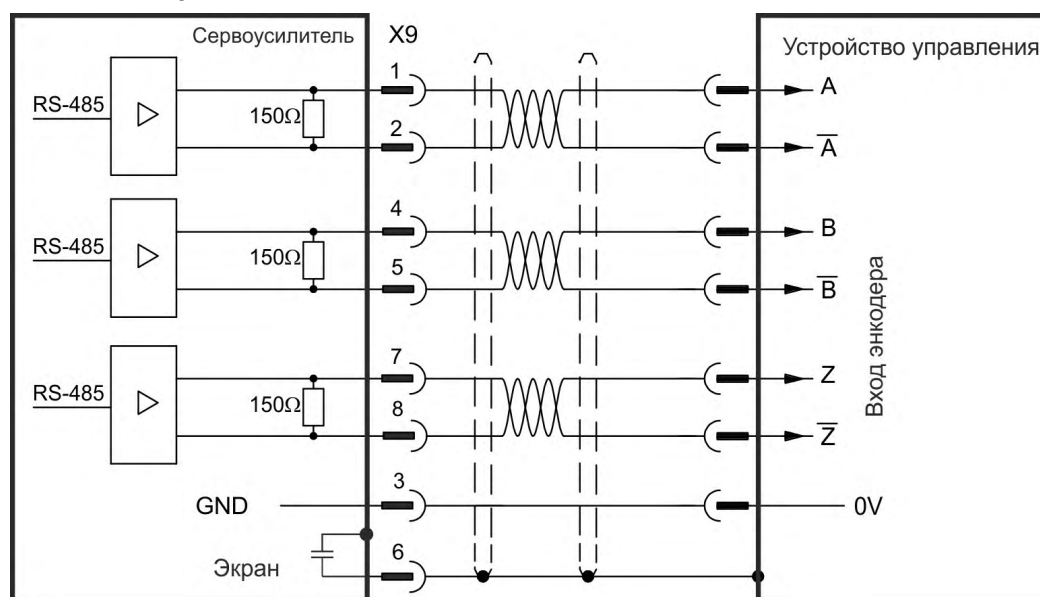 Сервоусилитель
X9
Устройство управления
RS-485
150Ω
1
2
A
A̅
RS-485
150Ω
4
5
B
B̅
Вход энкодера
RS-485
150Ω
7
8
Z
Z̅
GND
3
0V
Экран
6